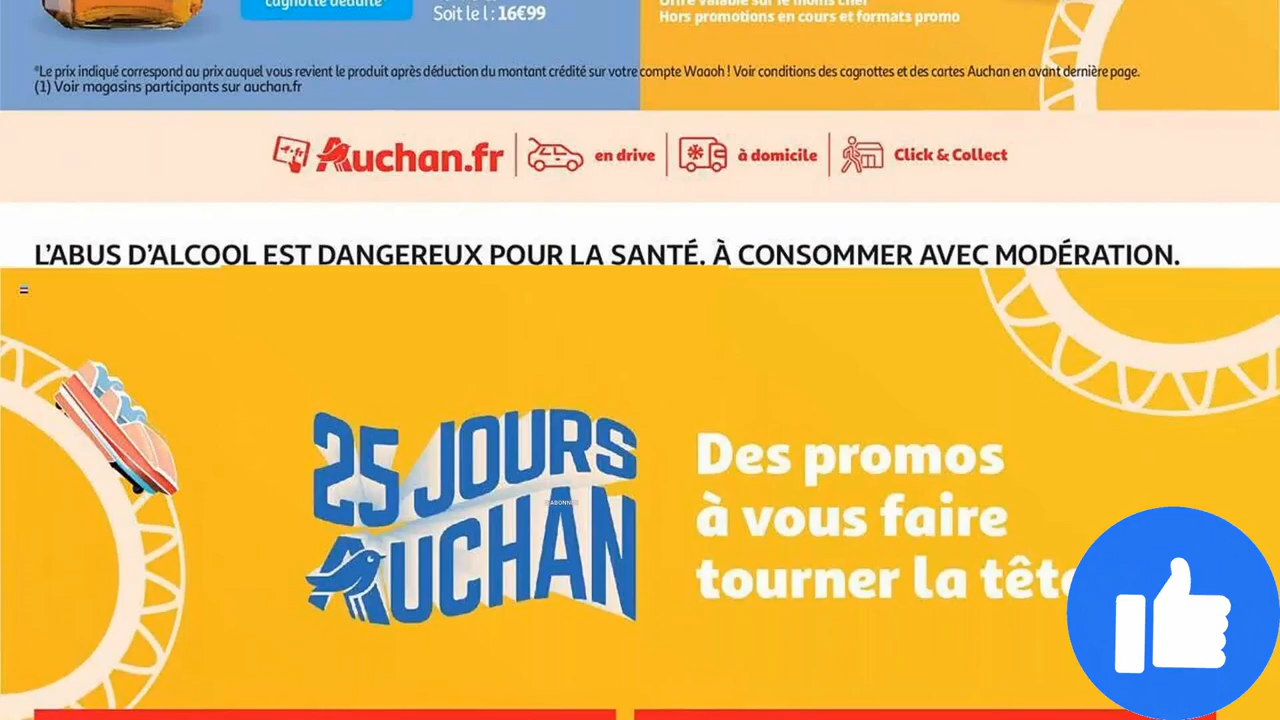 cagnotte déduite*
Soit le l : 16€99
Offre valable sur le moins cher
Hors promotions en cours et formats promo
*Le prix indiqué correspond au prix auquel vous revient le produit après déduction du montant crédité sur votre compte Waaoh ! Voir conditions des cagnottes et des cartes Auchan en avant dernière page.
(1) Voir magasins participants sur auchan.fr
Auchan.fr
en drive
à domicile
Click & Collect
L’ABUS D’ALCOOL EST DANGEREUX POUR LA SANTÉ. À CONSOMMER AVEC MODÉRATION.
25 JOURS
AUCHAN
Des promos
à vous faire
tourner la tête